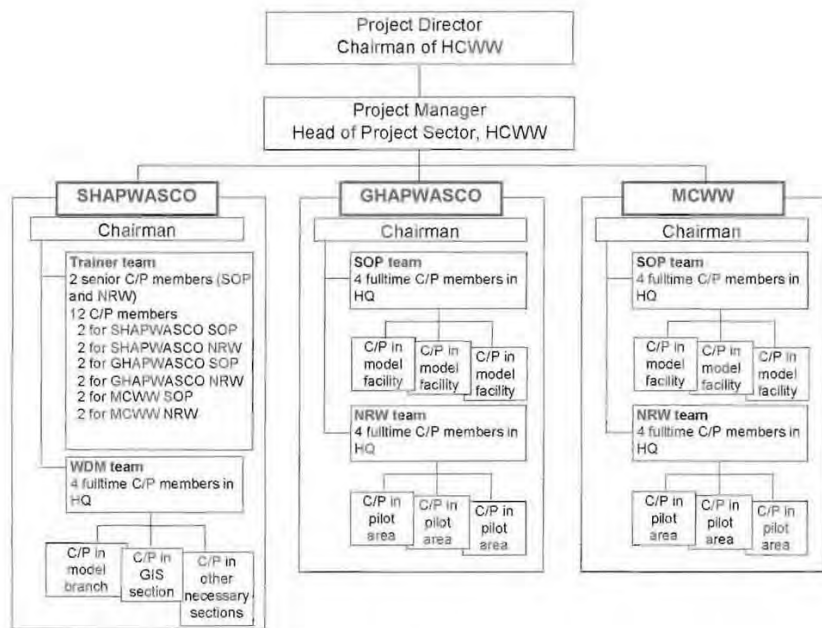 Project Director
Chairman of HCWW
Project Manager
Head of Project Sector, HCWW
SHAPWASCO
Chairman
Trainer team
2 senior C/P members (SOP
and NRW)
12 C/P members
2 for SHAPWASCO SOP
2 for SHAPWASCO NRW
2 for GHAPWASCO SOP
2 for GHAPWASCO NRW
2 for MCWW SOP
2 for MCWW NRW
WDM team
4 fulltime C/P members in
HQ
C/P in
model
branch
C/P in
GIS
section
C/P in
other
necessary
sections
GHAPWASCO
Chairman
SOP team
4 fulltime C/P members in
HQ
C/P in
model
facility
C/P in
model
facility
C/P in
model
facility
NRW team
4 fulltime C/P members in
HQ
C/P in
pilot
area
C/P in
pilot
area
C/P in
pilot
area
MCWW
Chairman
SOP team
4 fulltime C/P members in
HQ
C/P in
model
facility
C/P in
model
facility
C/P in
model
facility
NRW team
4 fulltime C/P members in
HQ
C/P in
pilot
area
C/P in
pilot
area
C/P in
pilot
area